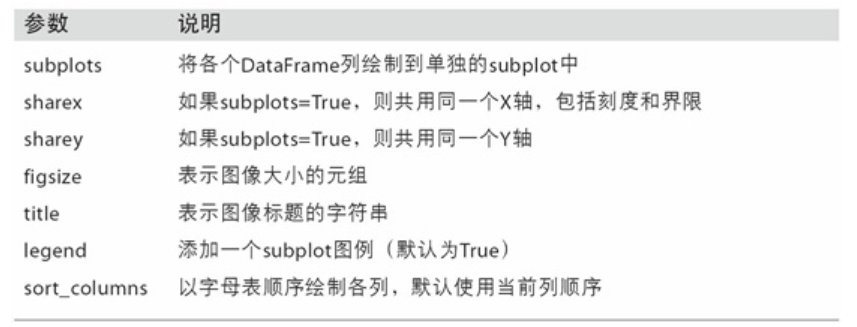 参数 说明
subplots 将各个DataFrame列绘制到单独的subplot中
sharex 如果subplots=True，则共用同一个X轴，包括刻度和界限
sharey 如果subplots=True，则共用同一个Y轴
figsize 表示图像大小的元组
title 表示图像标题的字符串
legend 添加一个subplot图例（默认为True）
sort_columns 以字母表顺序绘制各列，默认使用当前列顺序